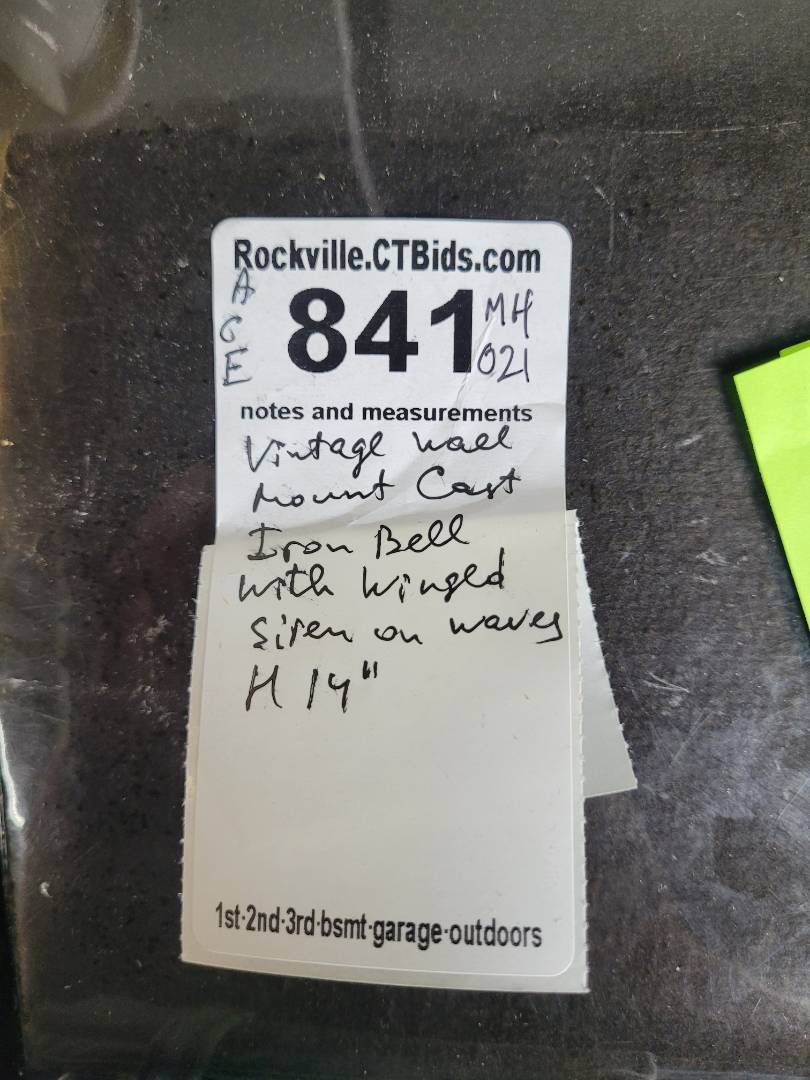 Rockville.CTBids.com
A
G
E
841
MH
021
notes and measurements
Vintage Wall
Mount Cast
Iron Bell
With Winged
Siren on waves
H 14"
1st·2nd·3rd·bsmt·garage·outdoors